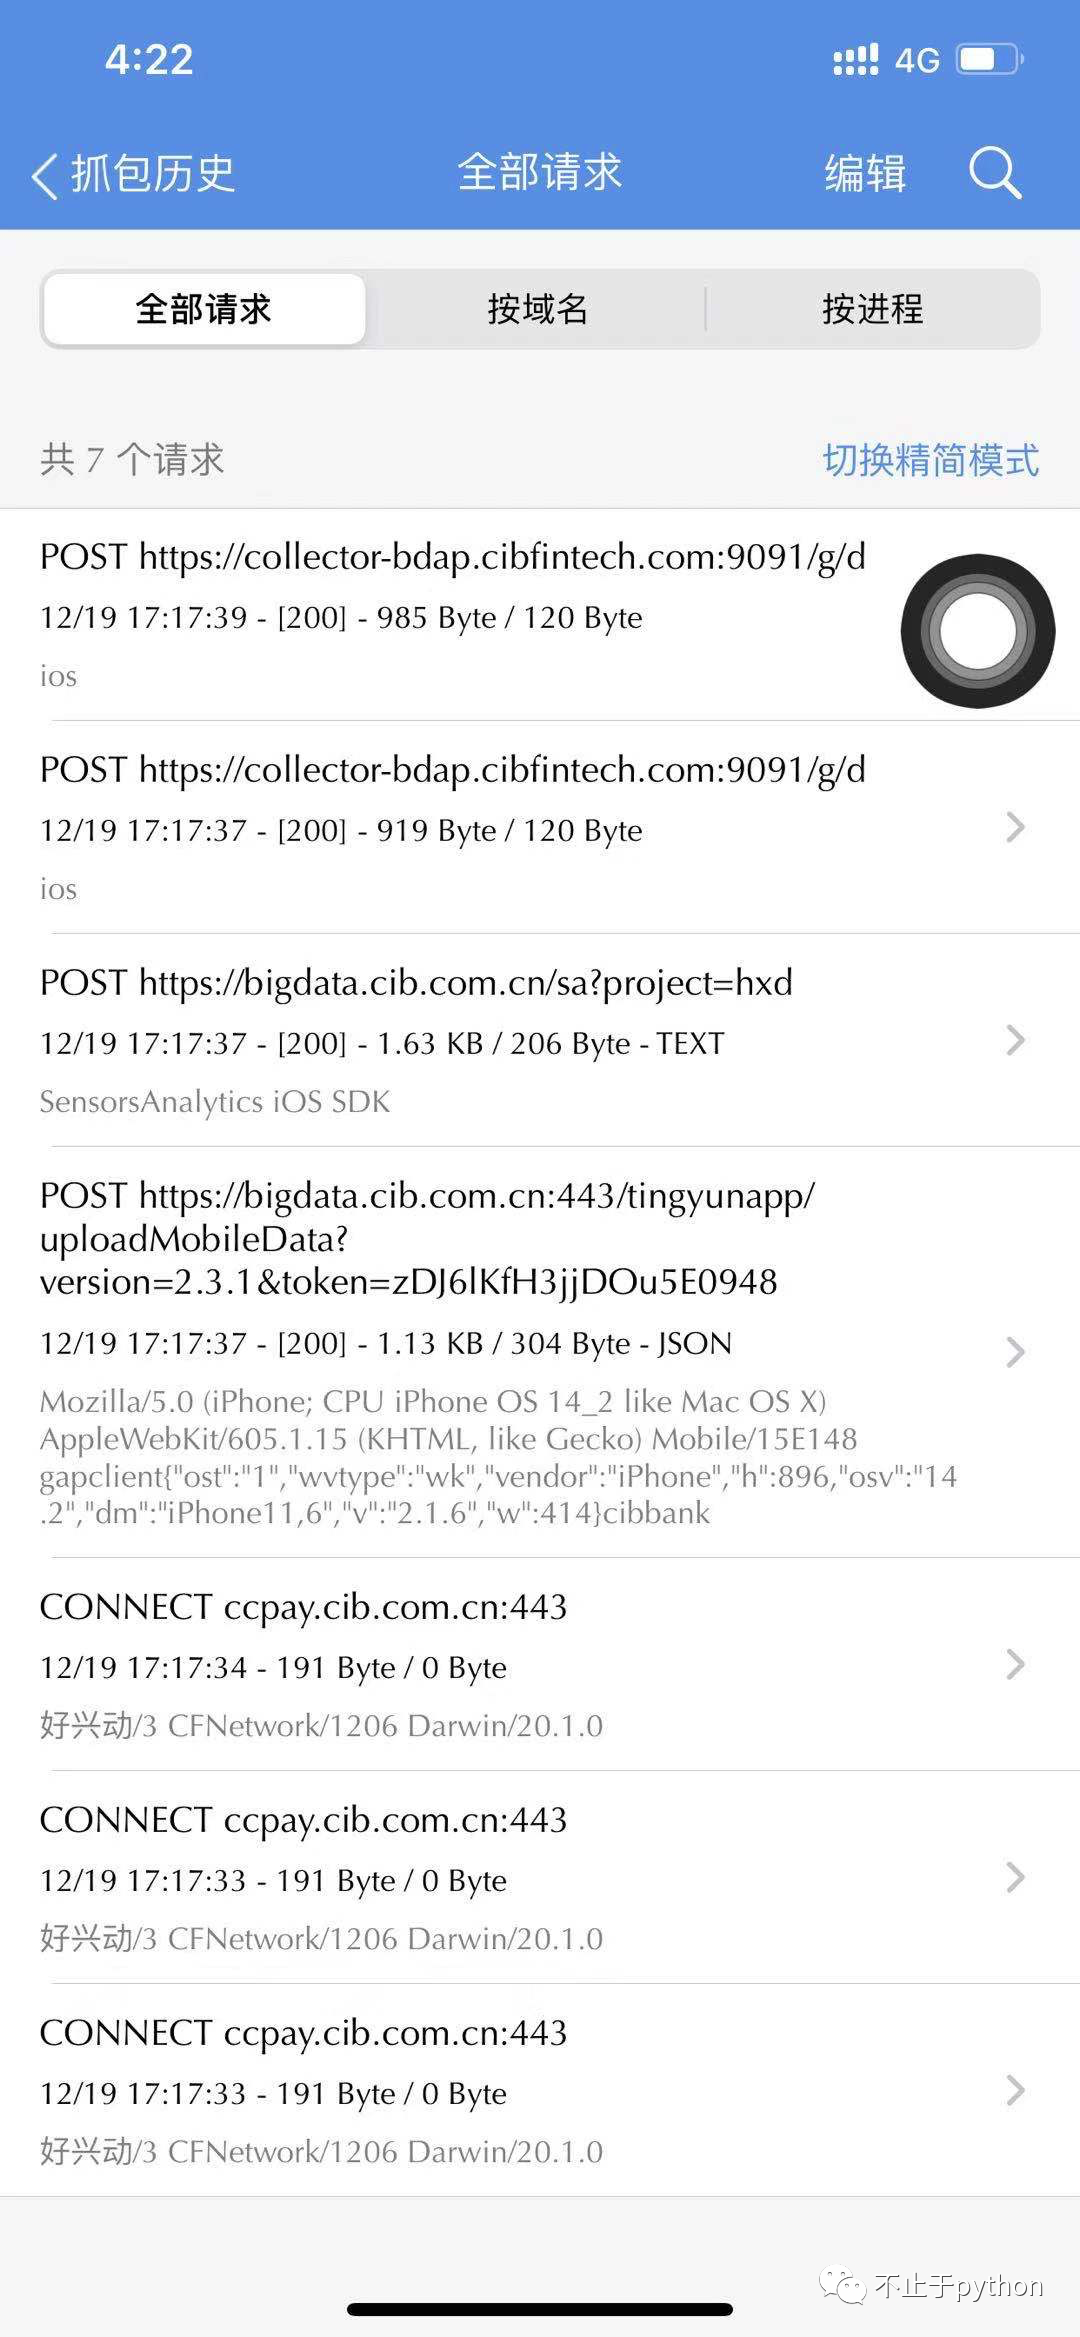 4:22
4G
抓包历史
全部请求
编辑
全部请求
按域名
按进程
共 7 个请求
切换精简模式
POST https://collector-bdap.cibfintech.com:9091/g/d
12/19 17:17:39 - [200] - 985 Byte / 120 Byte
ios
POST https://collector-bdap.cibfintech.com:9091/g/d
12/19 17:17:37 - [200] - 919 Byte / 120 Byte
ios
POST https://bigdata.cib.com.cn/sa?project=hxd
12/19 17:17:37 - [200] - 1.63 KB / 206 Byte - TEXT
SensorsAnalytics iOS SDK
POST https://bigdata.cib.com.cn:443/tingyunapp/
uploadMobileData?
version=2.3.1&token=zDJ6lKfH3jjDOu5E0948
12/19 17:17:37 - [200] - 1.13 KB / 304 Byte - JSON
Mozilla/5.0 (iPhone; CPU iPhone OS 14_2 like Mac OS X)
AppleWebKit/605.1.15 (KHTML, like Gecko) Mobile/15E148
gapclient{"ost":"1","wvtype":"wk","vendor":"iPhone","h":896,"osv":"14
.2","dm":"iPhone11,6","v":"2.1.6","w":414}cibbank
CONNECT ccpay.cib.com.cn:443
12/19 17:17:34 - 191 Byte / 0 Byte
好兴动/3 CFNetwork/1206 Darwin/20.1.0
CONNECT ccpay.cib.com.cn:443
12/19 17:17:33 - 191 Byte / 0 Byte
好兴动/3 CFNetwork/1206 Darwin/20.1.0
CONNECT ccpay.cib.com.cn:443
12/19 17:17:33 - 191 Byte / 0 Byte
好兴动/3 CFNetwork/1206 Darwin/20.1.0
不止于python